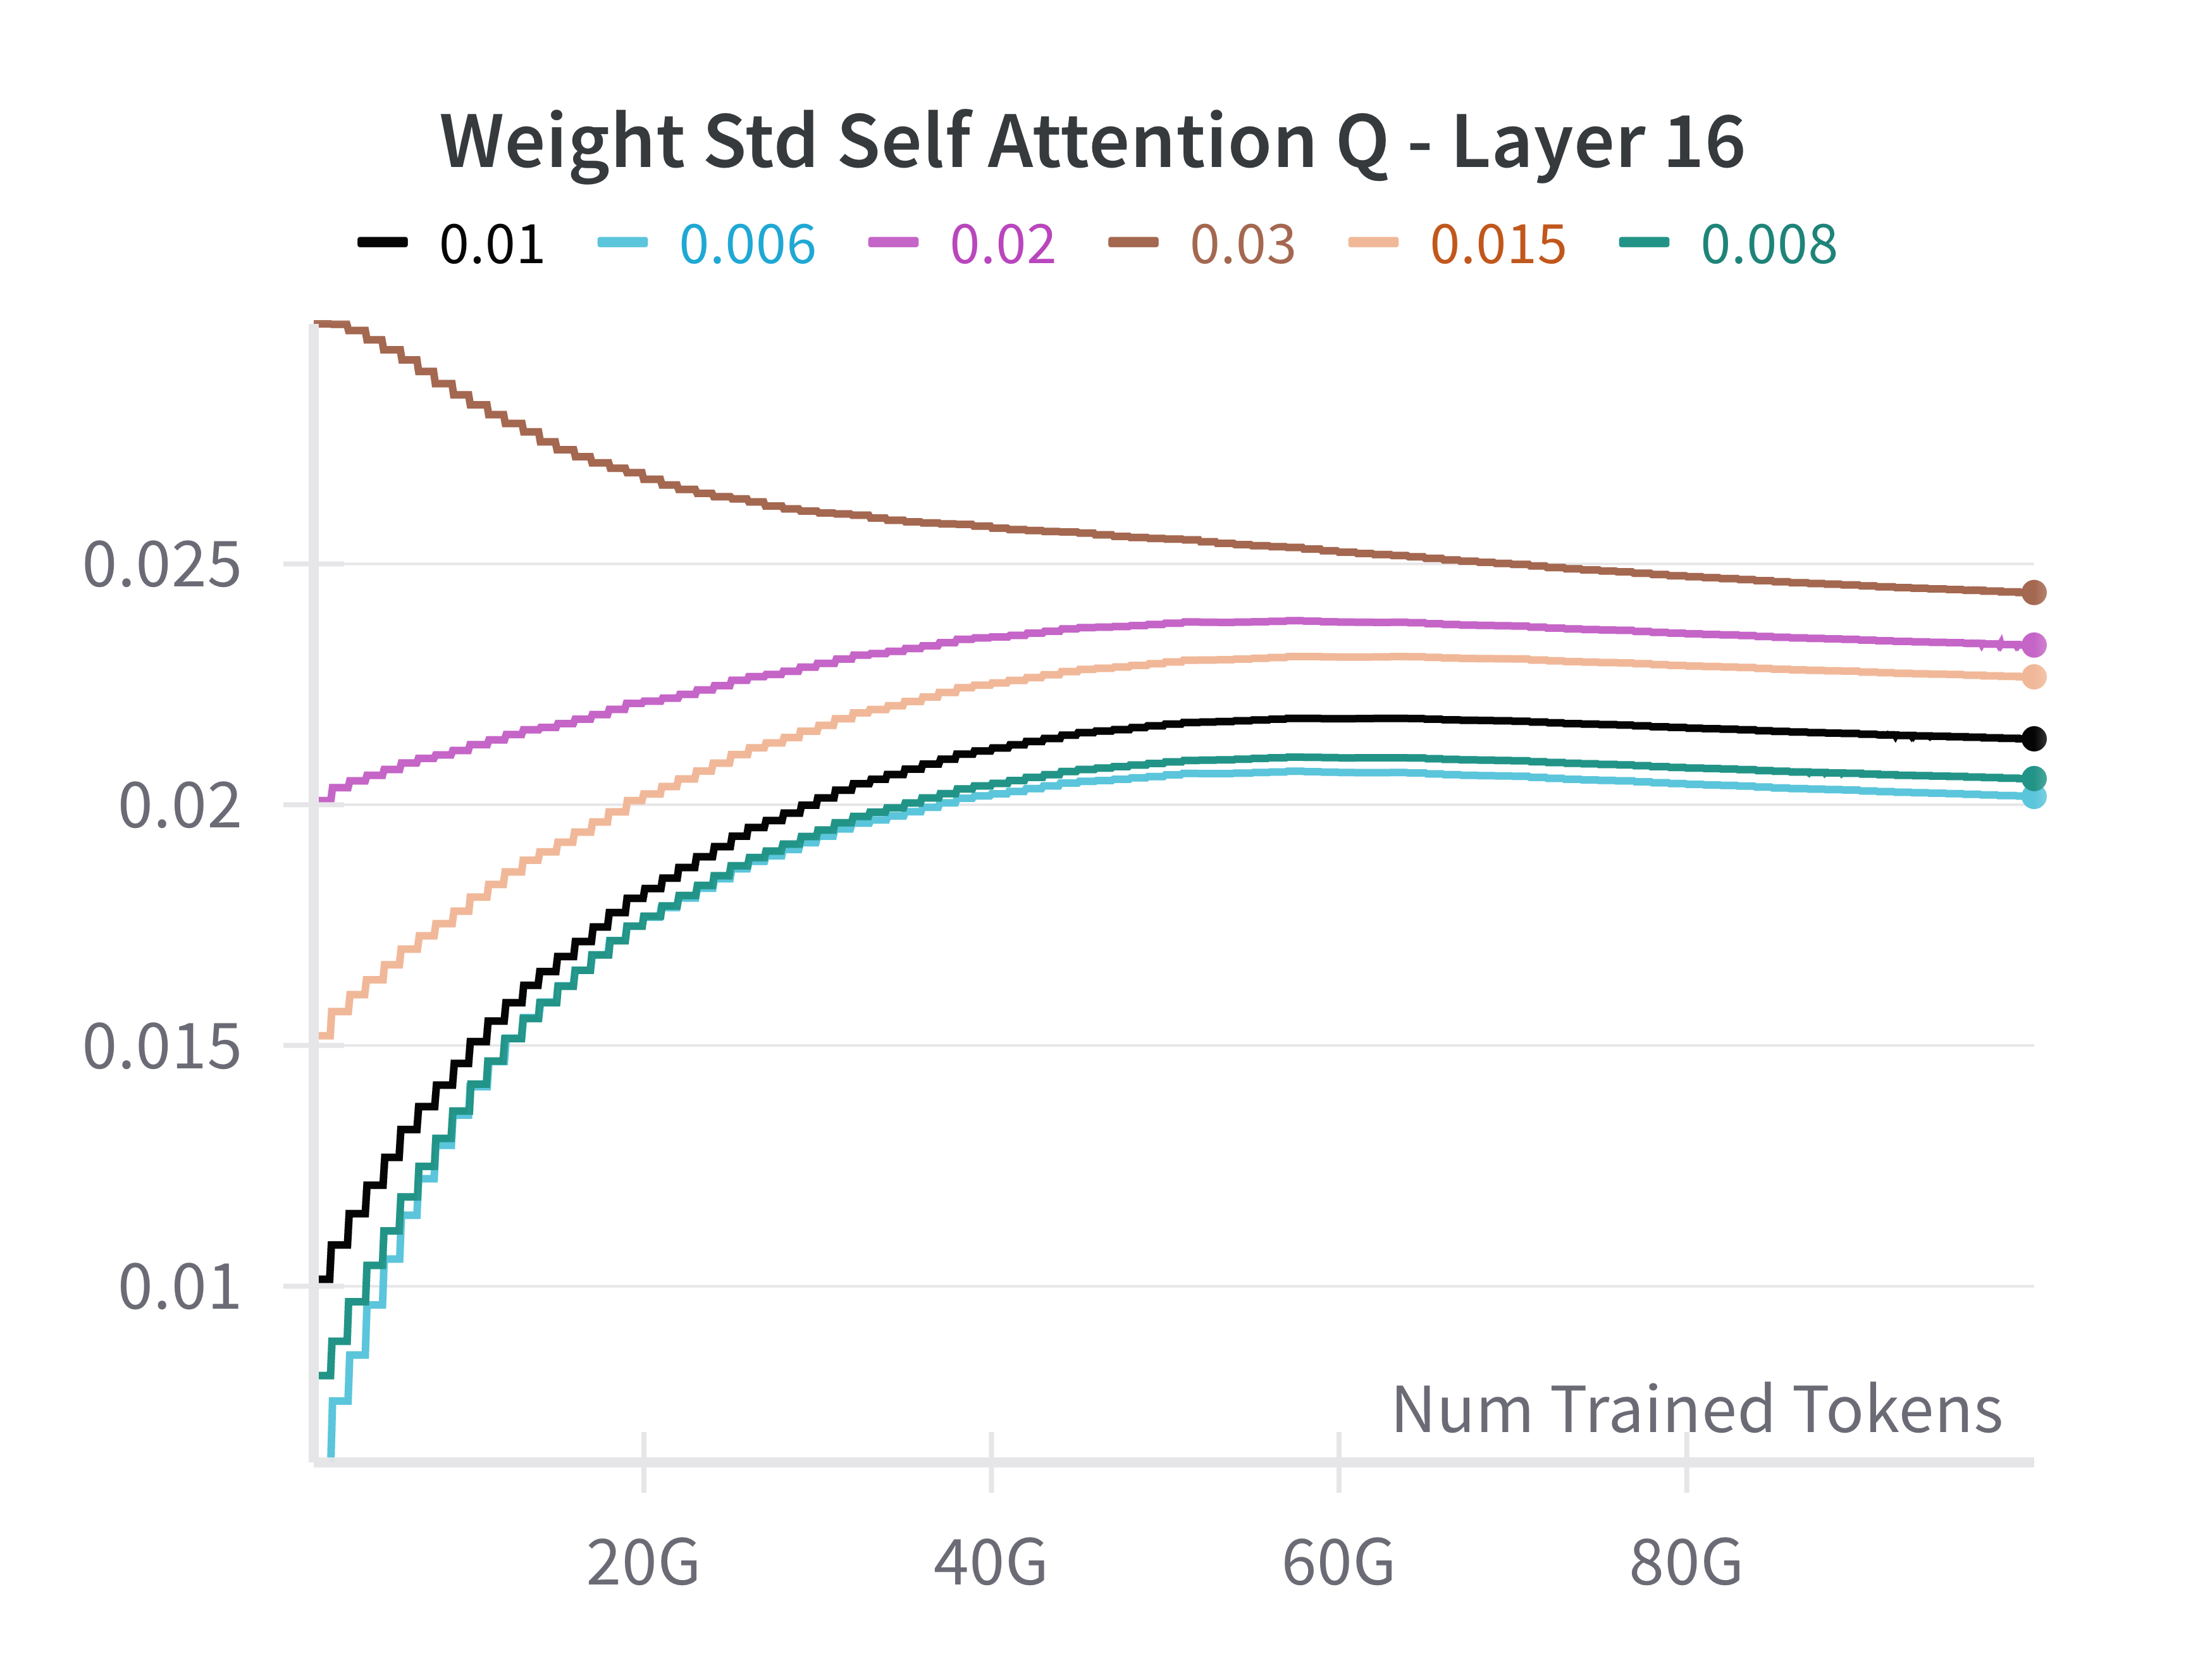 Weight Std Self Attention Q - Layer 16
0.01 0.006 0.02 0.03 0.015 0.008
0.025
0.02
0.015
0.01
Num Trained Tokens
20G 40G 60G 80G